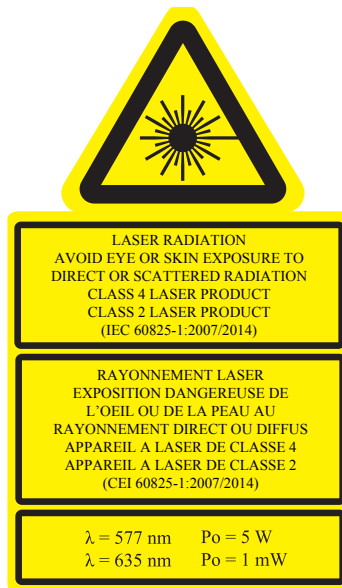 LASER RADIATION
AVOID EYE OR SKIN EXPOSURE TO
DIRECT OR SCATTERED RADIATION
CLASS 4 LASER PRODUCT
CLASS 2 LASER PRODUCT
(IEC 60825-1:2007/2014)
RAYONNEMENT LASER
EXPOSITION DANGEREUSE DE
L'OEIL OU DE LA PEAU AU
RAYONNEMENT DIRECT OU DIFFUS
APPAREIL A LASER DE CLASSE 4
APPAREIL A LASER DE CLASSE 2
(CEI 60825-1:2007/2014)
λ = 577 nm Po = 5 W
λ = 635 nm Po = 1 mW